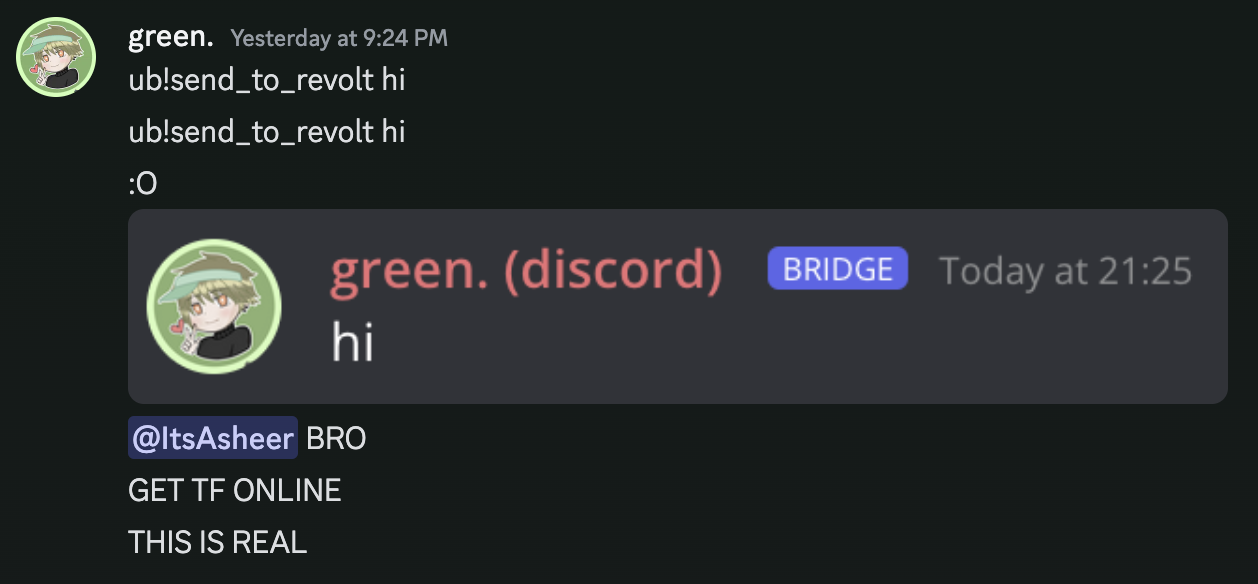 green. Yesterday at 9:24 PM
ub!send_to_revolt hi
ub!send_to_revolt hi
:O
green. (discord) BRIDGE Today at 21:25
hi
@ItsAsheer BRO
GET TF ONLINE
THIS IS REAL